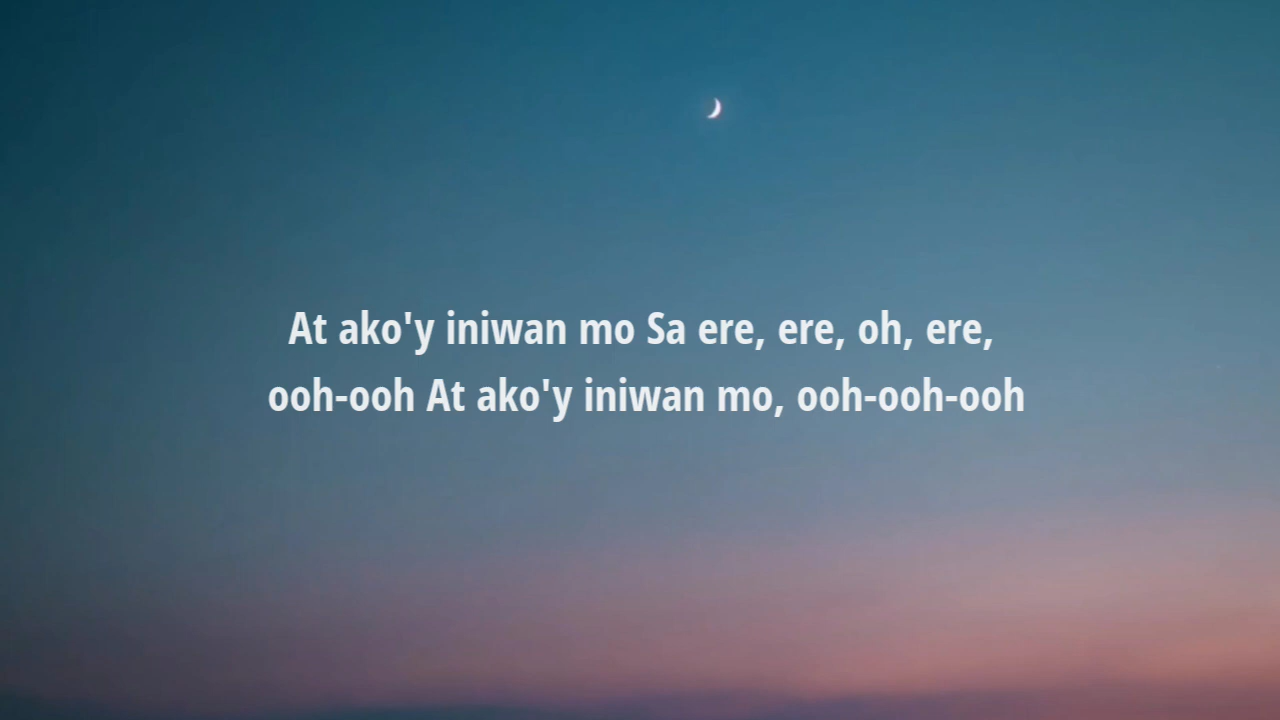 At ako'y iniwan mo Sa ere, ere, oh, ere,
ooh-ooh At ako'y iniwan mo, ooh-ooh-ooh